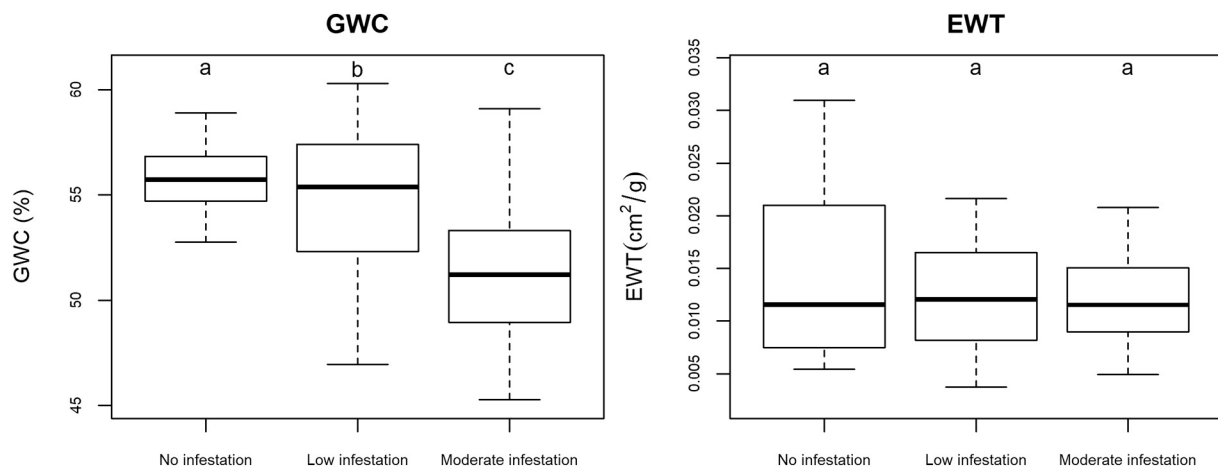 GWC
a
b
c
60
55
50
45
GWC (%)
No infestation
Low infestation
Moderate infestation
EWT
a
a
a
0.035
0.030
0.025
0.020
0.015
0.010
0.005
EWT(cm²/g)
No infestation
Low infestation
Moderate infestation